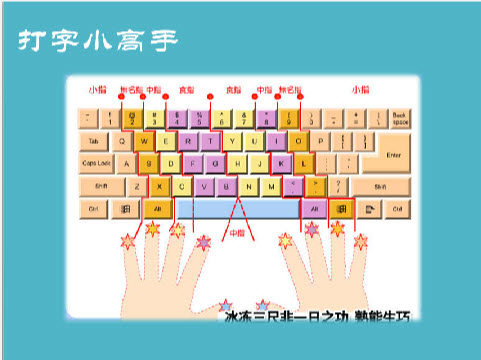 打字小高手
小指 无名指 中指 食指 食指 中指 无名指 小指
~ ! @ # $ % ^ & * ( ) — + | Back
` 1 2 3 4 5 6 7 8 9 0 - = \ space
Tab Q W E R T Y U I O P { }
[ ] Enter
Caps Lock A S D F G H J K L : "
; '
Shift Z X C V B N M < > ? Shift
, . /
Ctrl Alt Alt Ctrl
中指
冰冻三尺非一日之功 熟能生巧